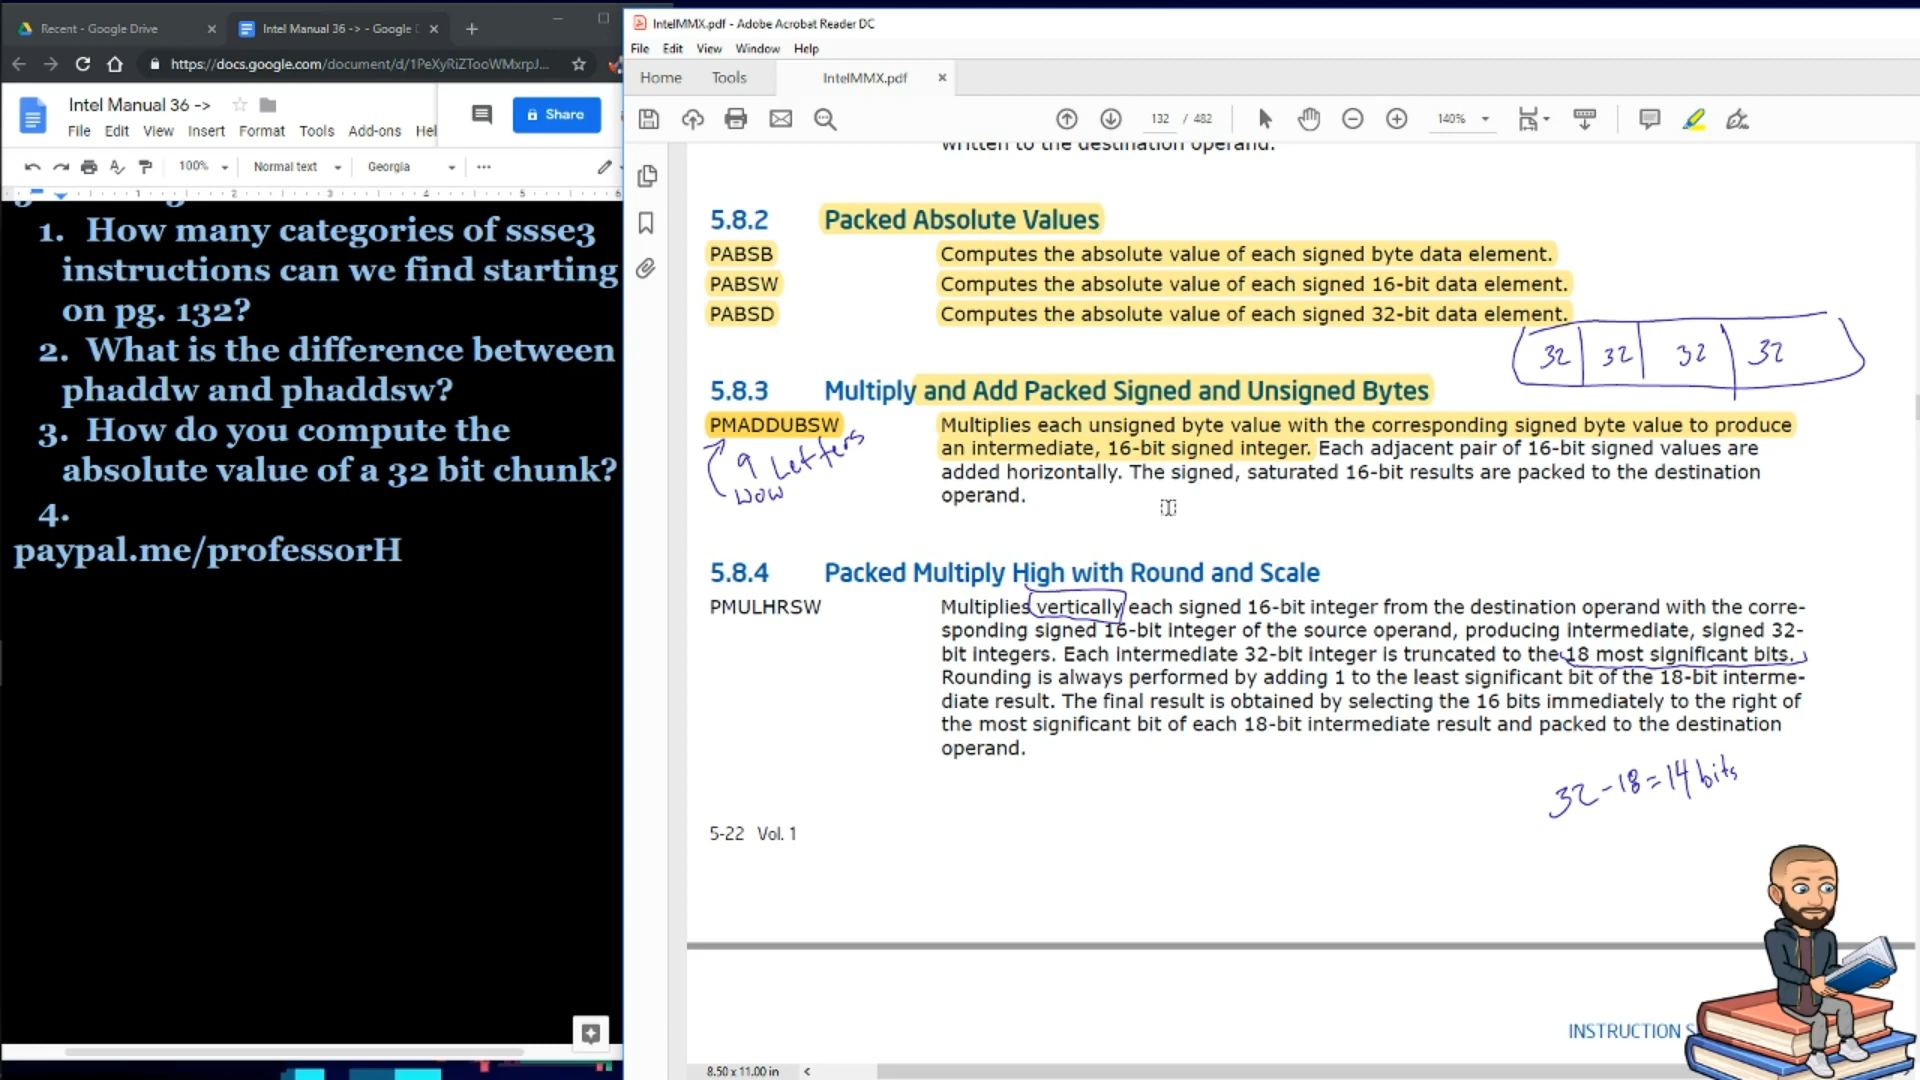 Recent - Google Drive
Intel Manual 36 -> - Google D
https://docs.google.com/document/d/1PeXyRiZTooWMxrpJ...
Intel Manual 36 ->
File Edit View Insert Format Tools Add-ons Hel
Share
100% Normal text Georgia
1 2 3 4 5 6
1. How many categories of ssse3
instructions can we find starting
on pg. 132?
2. What is the difference between
phaddw and phaddsw?
3. How do you compute the
absolute value of a 32 bit chunk?
4.
paypal.me/professorH
IntelMMX.pdf - Adobe Acrobat Reader DC
File Edit View Window Help
Home Tools IntelMMX.pdf
132 / 482 140%
written to the destination operand.
5.8.2 Packed Absolute Values
PABSB Computes the absolute value of each signed byte data element.
PABSW Computes the absolute value of each signed 16-bit data element.
PABSD Computes the absolute value of each signed 32-bit data element.
32 32 32 32
5.8.3 Multiply and Add Packed Signed and Unsigned Bytes
PMADDUBSW Multiplies each unsigned byte value with the corresponding signed byte value to produce
an intermediate, 16-bit signed integer. Each adjacent pair of 16-bit signed values are
added horizontally. The signed, saturated 16-bit results are packed to the destination
operand.
9 Letters
wow
5.8.4 Packed Multiply High with Round and Scale
PMULHRSW Multiplies vertically each signed 16-bit integer from the destination operand with the corre-
sponding signed 16-bit integer of the source operand, producing intermediate, signed 32-
bit integers. Each intermediate 32-bit integer is truncated to the 18 most significant bits.
Rounding is always performed by adding 1 to the least significant bit of the 18-bit interme-
diate result. The final result is obtained by selecting the 16 bits immediately to the right of
the most significant bit of each 18-bit intermediate result and packed to the destination
operand.
32-18=14 bits
5-22 Vol. 1
INSTRUCTION S
8.50 x 11.00 in